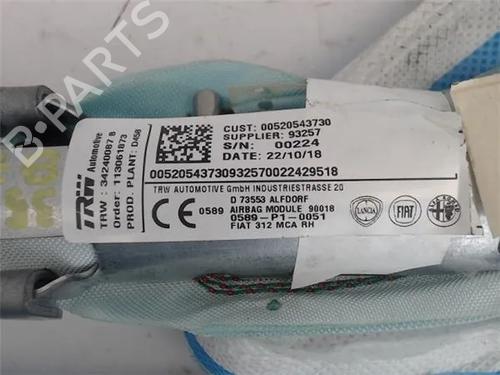 TRW Automotive
TRW : 34240087 B
Order: 113061873
PROD. PLANT: D458
CUST: 00520543730
SUPPLIER: 93257
S/N: 00224
DATE: 22/10/18
00520543730932570022429518
TRW AUTOMOTIVE GmbH INDUSTRIESTRASSE 20
D 73553 ALFDORF
AIRBAG MODULE 90018
CE 0589
0589-P1-0051
FIAT 312 MCA RH
LANCIA
FIAT
B-Parts